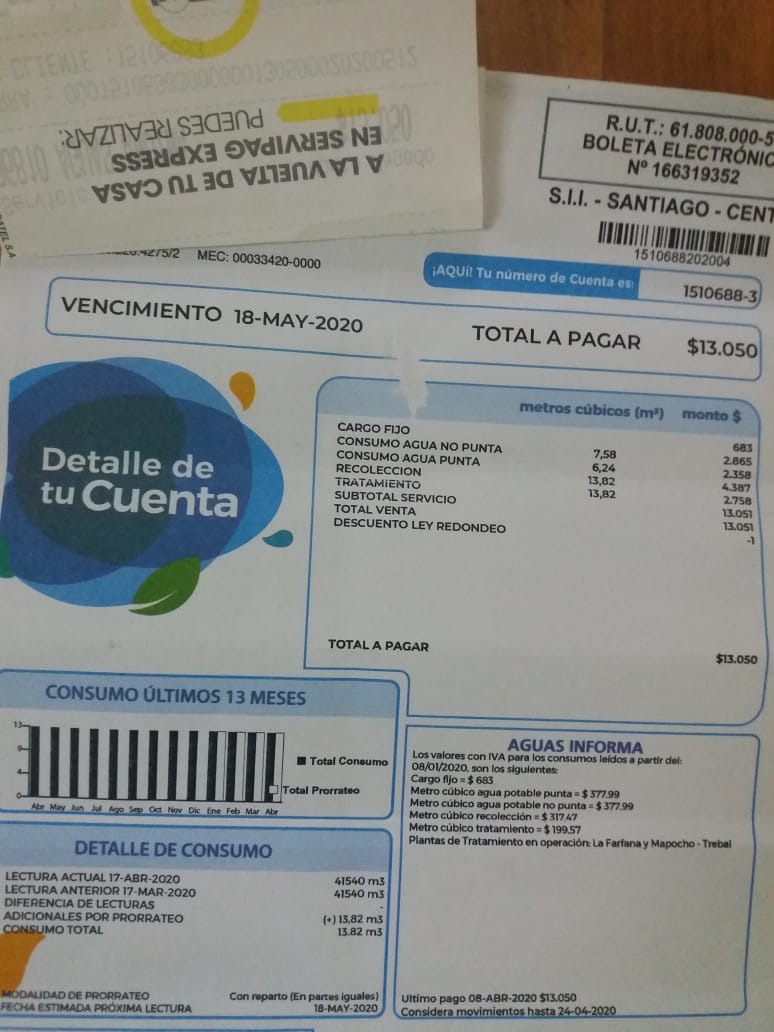 EN SERVIPAG EXPRESS
PUEDES REALIZAR:
A LA VUELTA DE TU CASA
R.U.T.: 61.808.000-5
BOLETA ELECTRÓNIC
Nº 166319352
S.I.I. - SANTIAGO - CENT
1510688202004
MEC: 00033420-0000
¡AQUÍ! Tu número de Cuenta es:
1510688-3
VENCIMIENTO 18-MAY-2020
TOTAL A PAGAR $13.050
Detalle de
tu Cuenta
metros cúbicos (m³) monto $
CARGO FIJO 683
CONSUMO AGUA NO PUNTA 7,58 2.865
CONSUMO AGUA PUNTA 6,24 2.358
RECOLECCION 13,82 4.387
TRATAMIENTO 13,82 2.758
SUBTOTAL SERVICIO 13.051
TOTAL VENTA 13.051
DESCUENTO LEY REDONDEO -1
TOTAL A PAGAR $13.050
CONSUMO ÚLTIMOS 13 MESES
13
9
4
0
Total Consumo
Total Prorrateo
Abr May Jun Jul Ago Sep Oct Nov Dic Ene Feb Mar Abr
DETALLE DE CONSUMO
LECTURA ACTUAL 17-ABR-2020 41540 m3
LECTURA ANTERIOR 17-MAR-2020 41540 m3
DIFERENCIA DE LECTURAS -
ADICIONALES POR PRORRATEO (+) 13,82 m3
CONSUMO TOTAL 13.82 m3
MODALIDAD DE PRORRATEO Con reparto (En partes iguales)
FECHA ESTIMADA PRÓXIMA LECTURA 18-MAY-2020
AGUAS INFORMA
Los valores con IVA para los consumos leídos a partir del:
08/01/2020, son los siguientes:
Cargo fijo = $ 683
Metro cúbico agua potable punta = $ 377.99
Metro cúbico agua potable no punta = $ 377.99
Metro cúbico recolección = $ 317.47
Metro cúbico tratamiento = $ 199.57
Plantas de Tratamiento en operación: La Farfana y Mapocho - Trebal
Ultimo pago 08-ABR-2020 $13.050
Considera movimientos hasta 24-04-2020